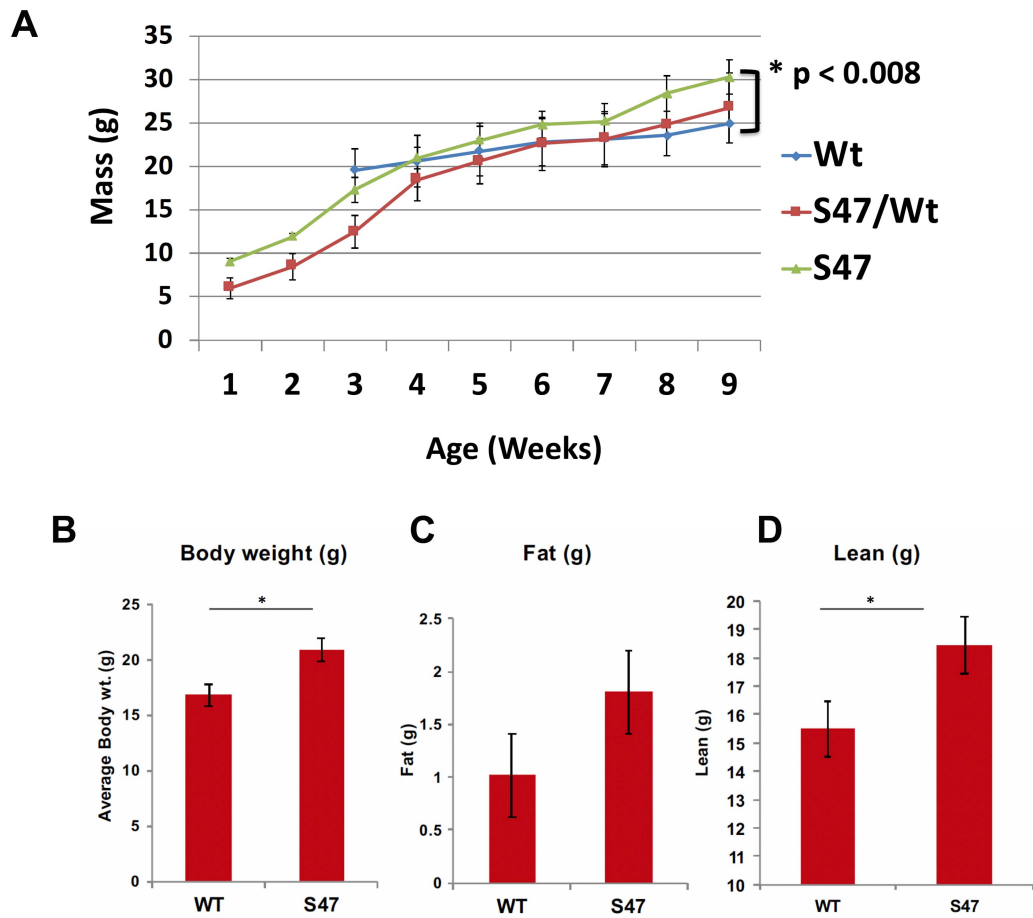 A
35
30
25
20
15
10
5
0
Mass (g)
1 2 3 4 5 6 7 8 9
Age (Weeks)
* p < 0.008
Wt
S47/Wt
S47
B
Body weight (g)
25
20
15
10
5
0
Average Body wt. (g)
*
WT S47
C
Fat (g)
2.5
2
1.5
1
0.5
0
Fat (g)
WT S47
D
Lean (g)
20
19
18
17
16
15
14
13
12
11
10
Lean (g)
*
WT S47